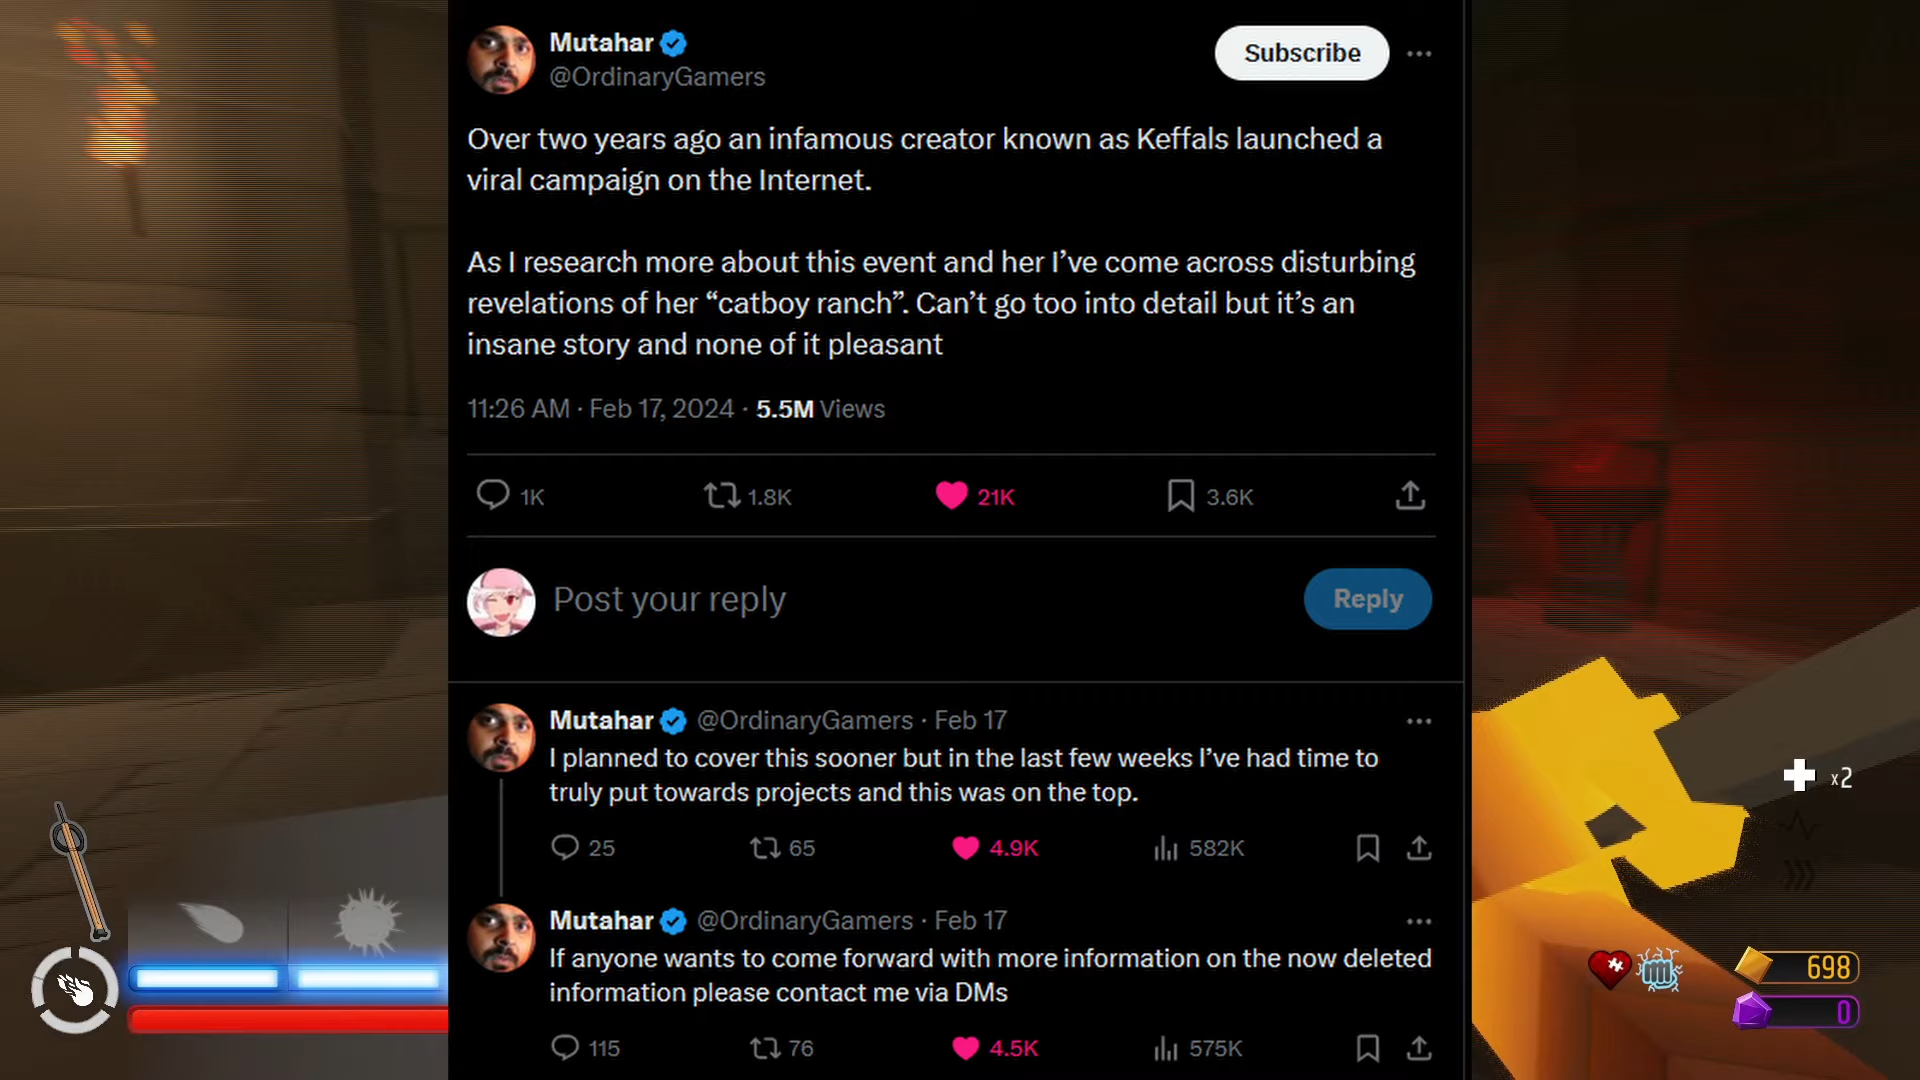 Mutahar
@OrdinaryGamers
Subscribe
Over two years ago an infamous creator known as Keffals launched a
viral campaign on the Internet.
As I research more about this event and her I’ve come across disturbing
revelations of her “catboy ranch”. Can’t go too into detail but it’s an
insane story and none of it pleasant
11:26 AM · Feb 17, 2024 · 5.5M Views
1K 1.8K 21K 3.6K
Post your reply
Reply
Mutahar @OrdinaryGamers · Feb 17
I planned to cover this sooner but in the last few weeks I’ve had time to
truly put towards projects and this was on the top.
25 65 4.9K 582K
x2
Mutahar @OrdinaryGamers · Feb 17
If anyone wants to come forward with more information on the now deleted
information please contact me via DMs
115 76 4.5K 575K
698
0